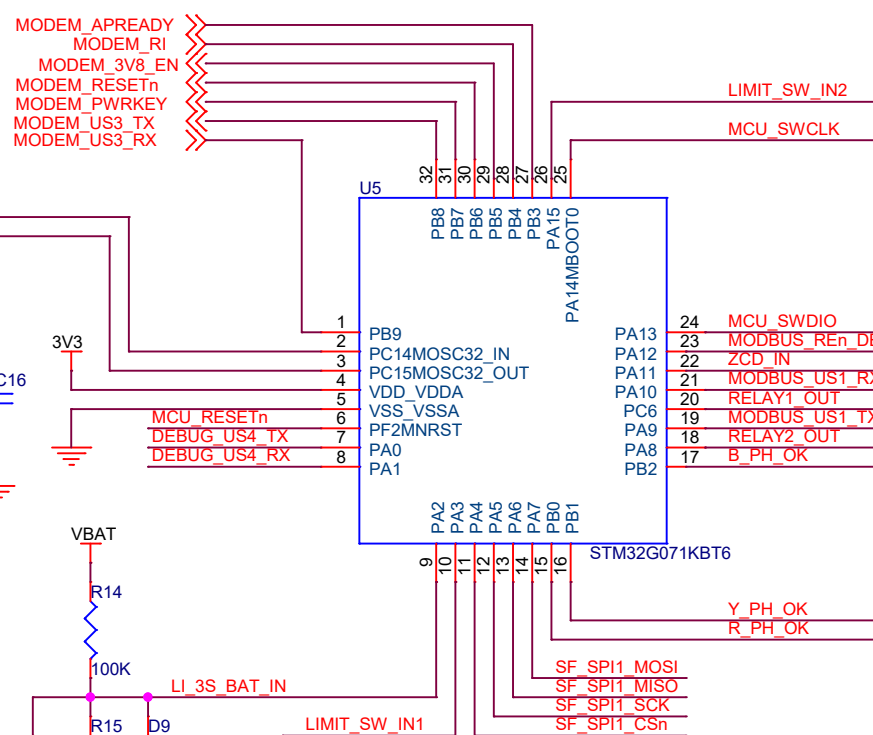 MODEM_APREADY
MODEM_RI
MODEM_3V8_EN
MODEM_RESETn
MODEM_PWRKEY
MODEM_US3_TX
MODEM_US3_RX
LIMIT_SW_IN2
MCU_SWCLK
32 31 30 29 28 27 26 25
U5
PB8 PB7 PB6 PB5 PB4 PB3 PA15 PA14MBOOT0
1 PB9
2 PC14MOSC32_IN
3 PC15MOSC32_OUT
4 VDD_VDDA
5 VSS_VSSA
6 PF2MNRST
7 PA0
8 PA1
3V3
C16
MCU_RESETn
DEBUG_US4_TX
DEBUG_US4_RX
PA13 24 MCU_SWDIO
PA12 23 MODBUS_REn_DE
PA11 22 ZCD_IN
PA10 21 MODBUS_US1_RX
PC6 20 RELAY1_OUT
PA9 19 MODBUS_US1_TX
PA8 18 RELAY2_OUT
PB2 17 B_PH_OK
PA2 PA3 PA4 PA5 PA6 PA7 PB0 PB1
9 10 11 12 13 14 15 16
STM32G071KBT6
VBAT
R14
100K
Y_PH_OK
R_PH_OK
SF_SPI1_MOSI
SF_SPI1_MISO
SF_SPI1_SCK
SF_SPI1_CSn
LI_3S_BAT_IN
R15
D9
LIMIT_SW_IN1